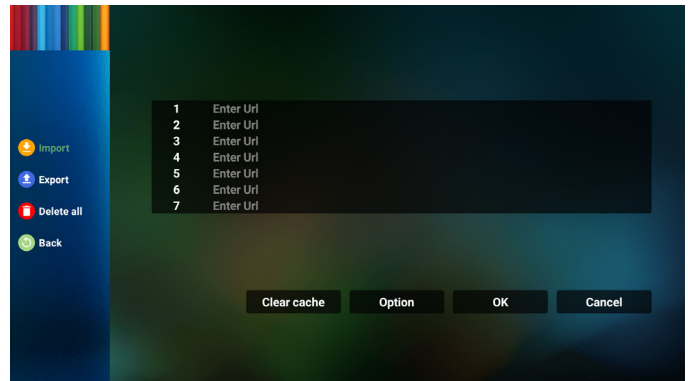 1 Enter Url
2 Enter Url
3 Enter Url
4 Enter Url
5 Enter Url
6 Enter Url
7 Enter Url
Import
Export
Delete all
Back
Clear cache Option OK Cancel